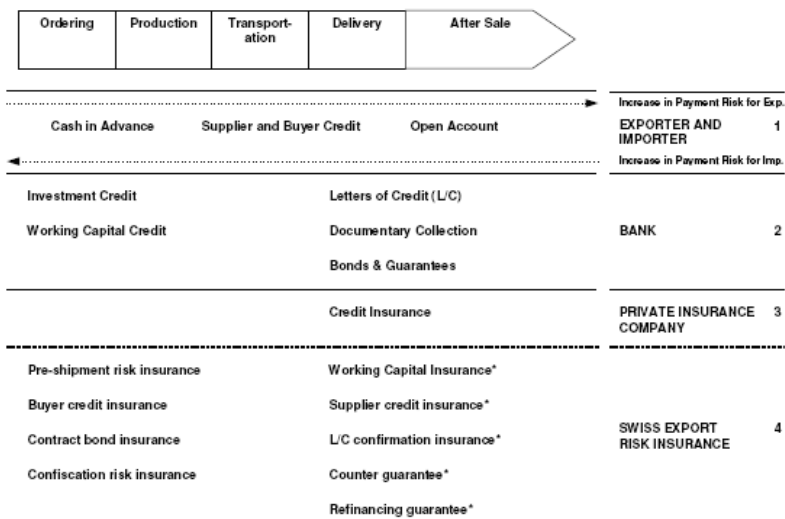 Ordering Production Transport- Delivery After Sale
ation
Increase in Payment Risk for Exp.
Cash in Advance Supplier and Buyer Credit Open Account EXPORTER AND 1
IMPORTER
Increase in Payment Risk for Imp.
Investment Credit Letters of Credit (L/C)
Working Capital Credit Documentary Collection BANK 2
Bonds & Guarantees
Credit Insurance PRIVATE INSURANCE 3
COMPANY
Pre-shipment risk insurance Working Capital Insurance*
Buyer credit insurance Supplier credit insurance*
SWISS EXPORT 4
Contract bond insurance L/C confirmation insurance* RISK INSURANCE
Confiscation risk insurance Counter guarantee*
Refinancing guarantee*